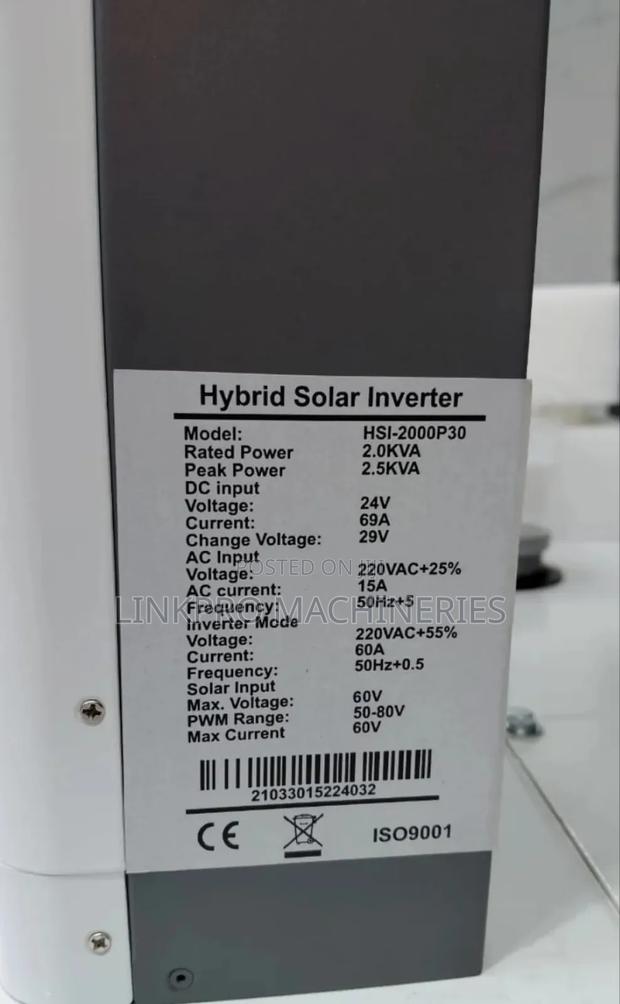 Hybrid Solar Inverter
Model: HSI-2000P30
Rated Power 2.0KVA
Peak Power 2.5KVA
DC input
Voltage: 24V
Current: 69A
Change Voltage: 29V
AC Input
POSTED ON
Voltage: 220VAC+25%
AC current: 15A
LINKPRO MACHINERIES
Frequency: 50Hz+5
Inverter Mode
Voltage: 220VAC+55%
Current: 60A
Frequency: 50Hz+0.5
Solar Input
Max. Voltage: 60V
PWM Range: 50-80V
Max Current 60V
21033015224032
CE ISO9001